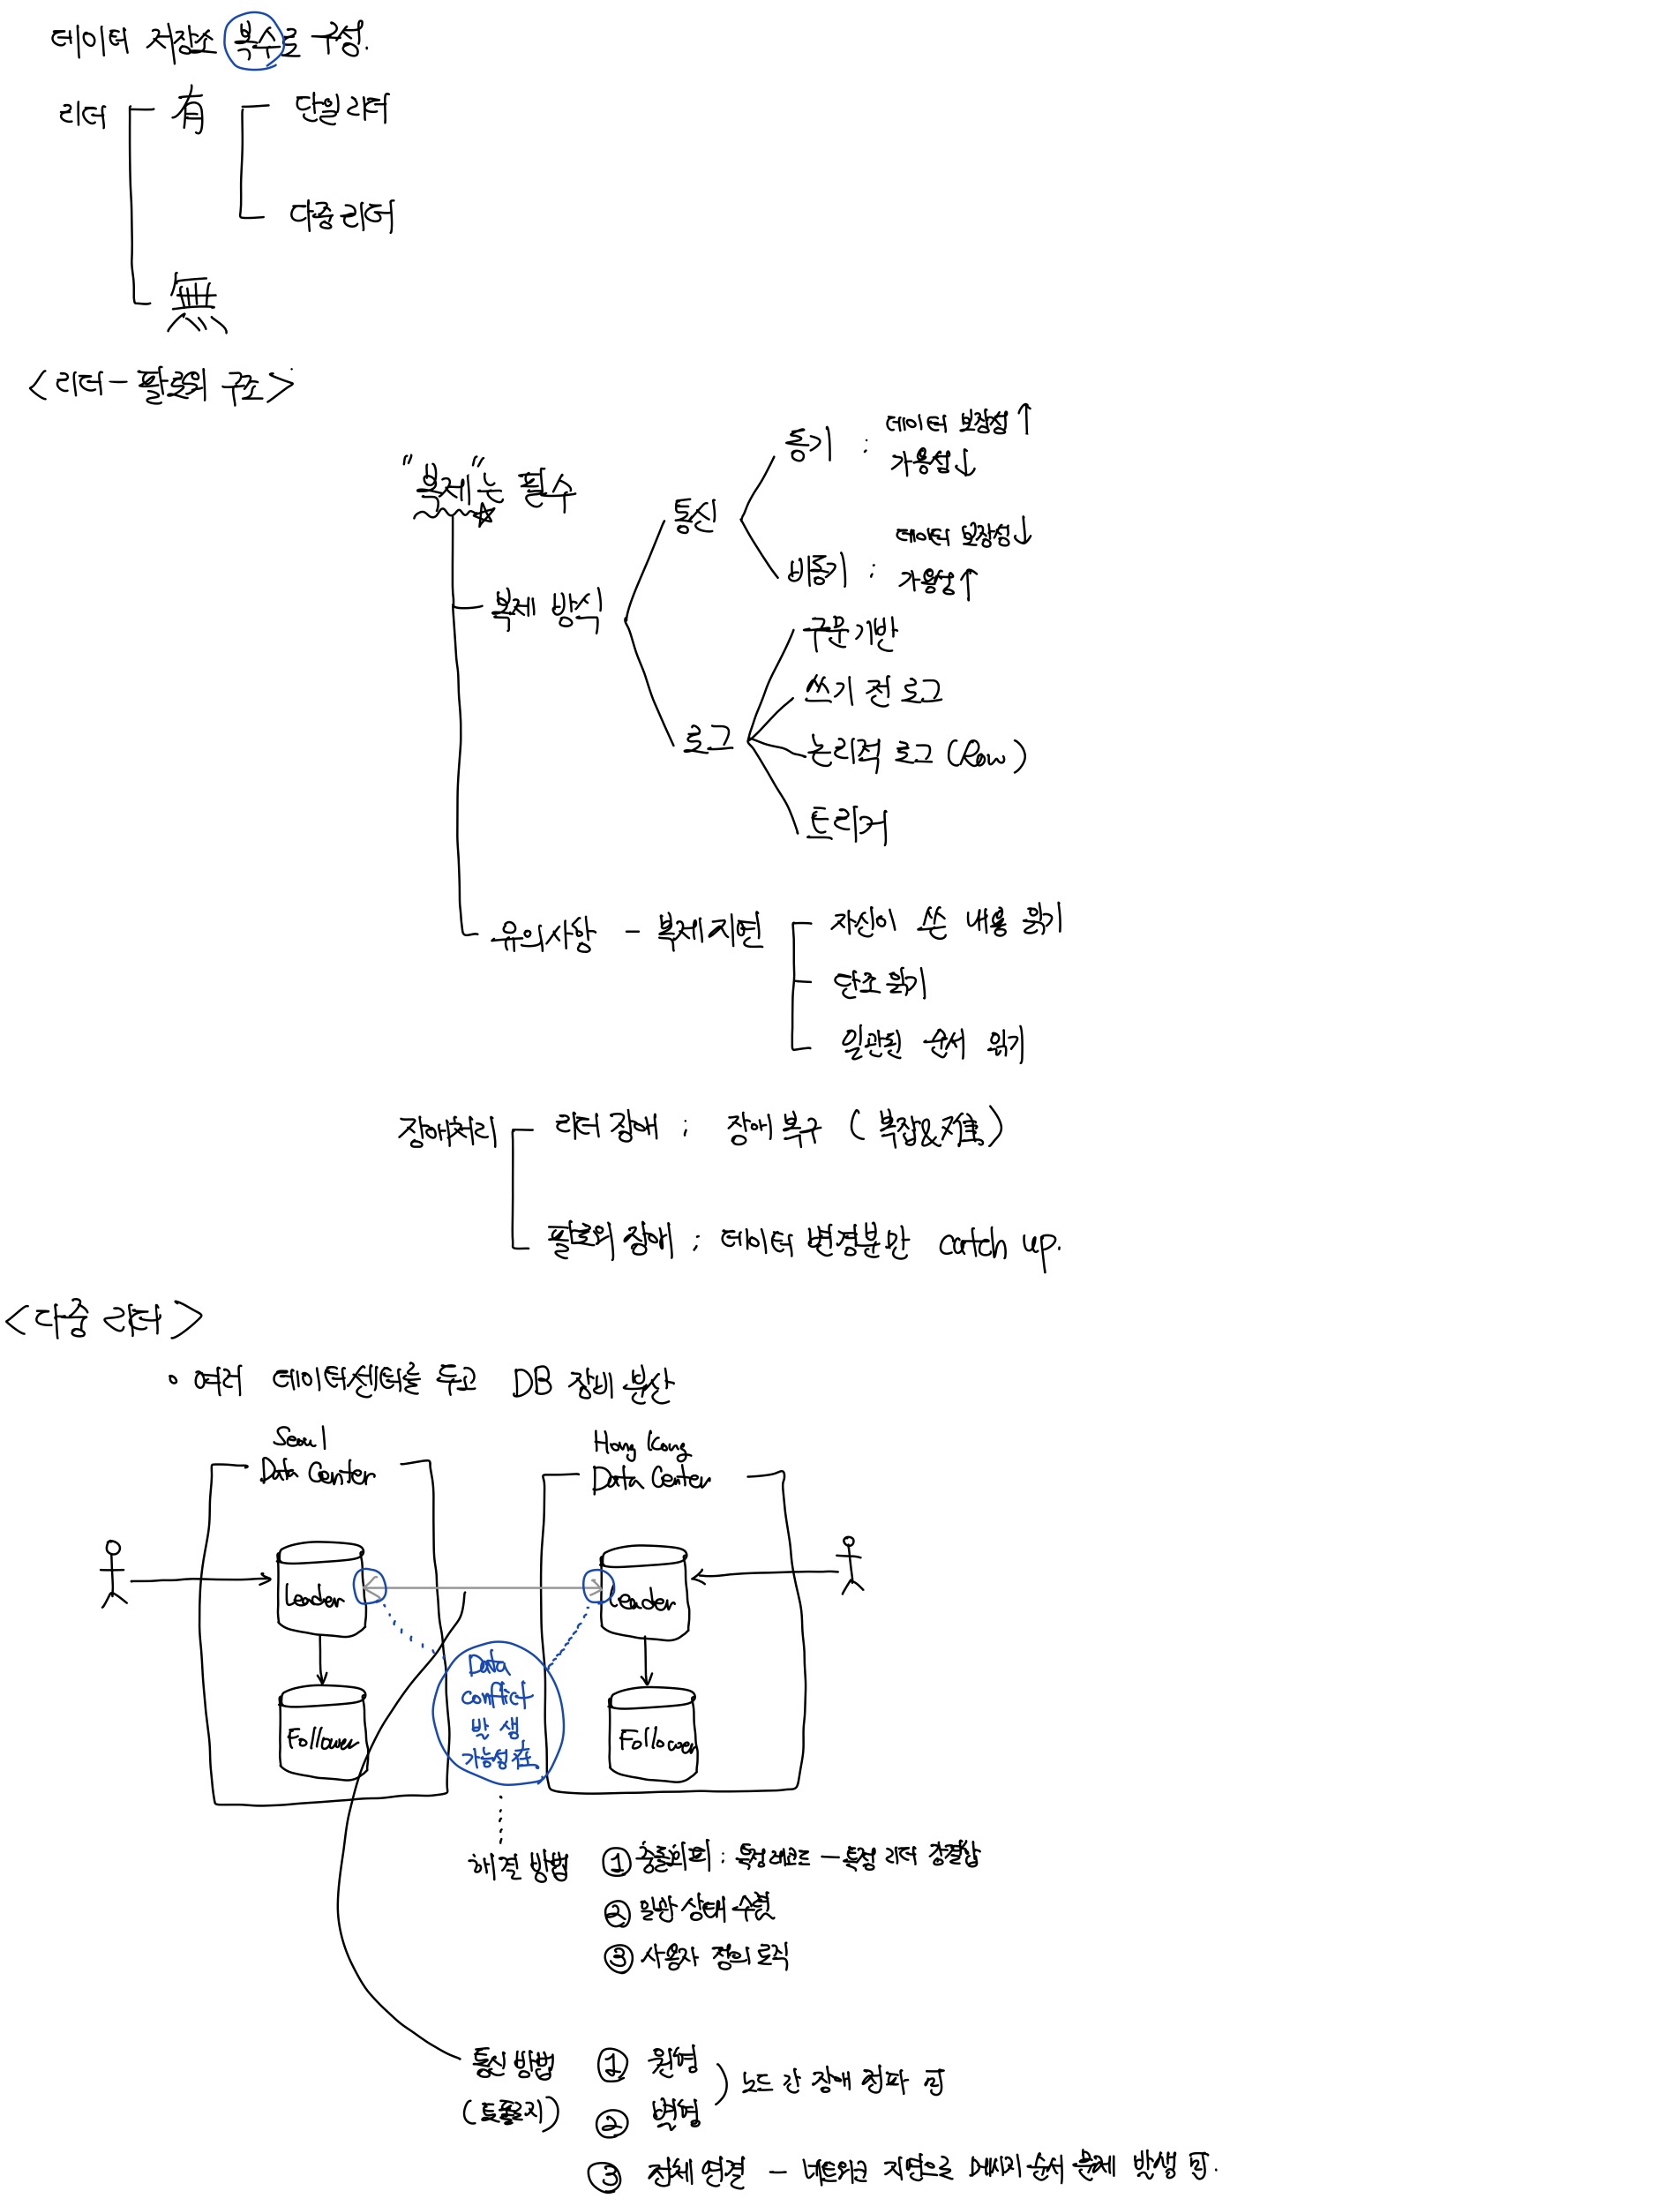 데이터 저장소 복수로 구성.
리더 有 단일리더
다중리더
無
<리더-팔로워 구조>
"복제"는 필수
복제 방식
통신
동기 : 데이터 보장성↑
가용성↓
비동기 : 데이터 보장성↓
가용성↑
로그
구문기반
쓰기 전 로그
논리적 로그 (Row)
트리거
유의사항 - 복제지연
자신이 쓴 내용 읽기
단조읽기
일관된 순서 읽기
장애처리
리더 장애 ; 장애복구 (복잡&難)
팔로워 장애 ; 데이터 변경분만 catch up.
<다중 리더>
여러 데이터센터를 두고 DB 장비 분산
Seoul
Data Center
Leader
Follower
Hong Kong
Data Center
Leader
Follower
Data
conflict
발생
가능성 在.
해결 방법
① 충돌회피 : 특정레코드 - 특정 리더 강결합
② 일관 상태 수렴
③ 사용자 정의 로직
통신 방법
(토폴로지)
① 원형
② 별형
노드 간 장애 전파 可
③ 전체 연결 - 네트워크 지연으로 메시지 순서 문제 발생 可.